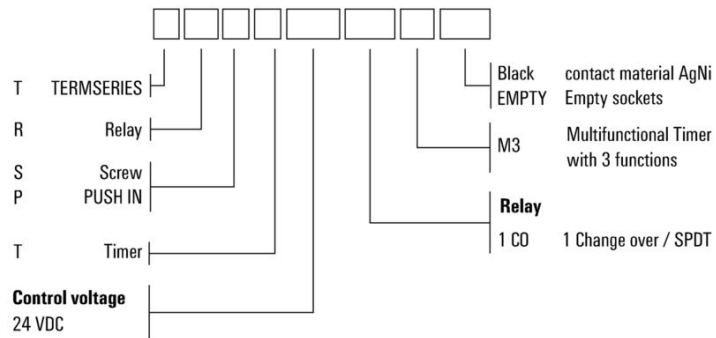 T TERMSERIES
R Relay
S Screw
P PUSH IN
T Timer
Control voltage
24 VDC
Black contact material AgNi
EMPTY Empty sockets
M3 Multifunctional Timer
with 3 functions
Relay
1 CO 1 Change over / SPDT